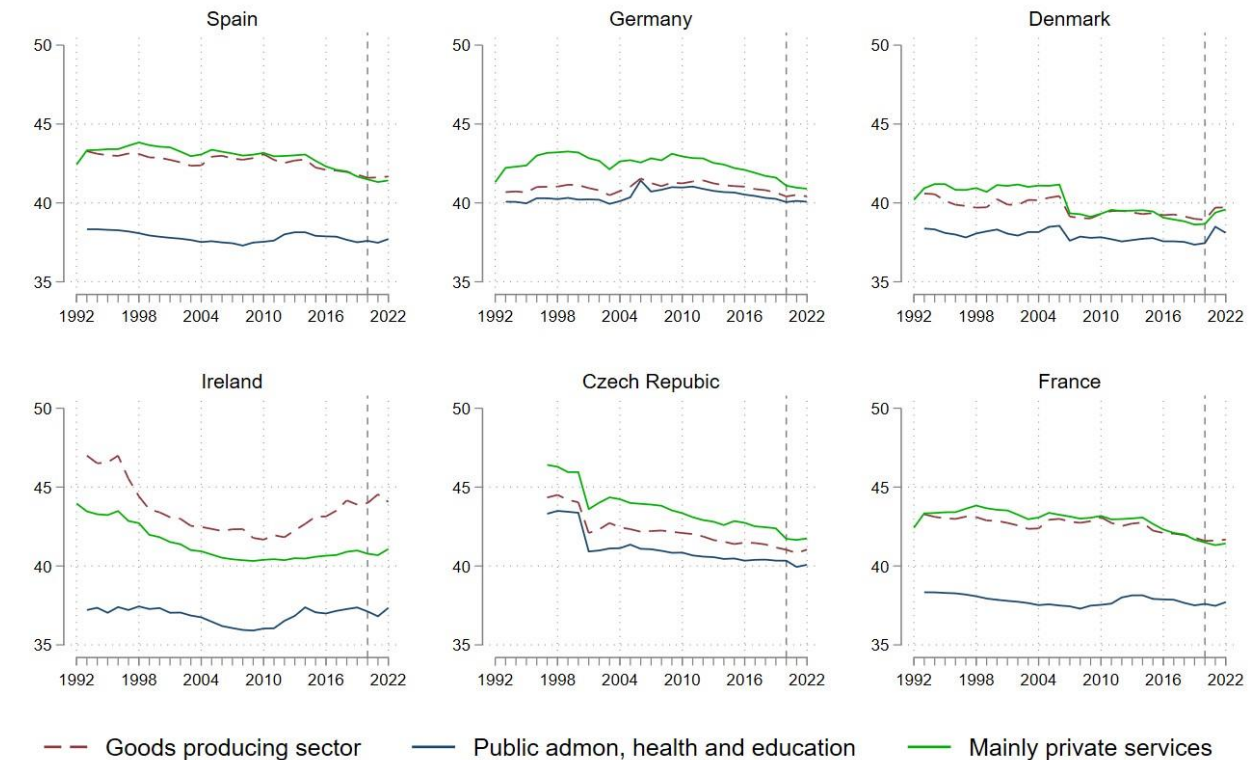 Spain
Germany
Denmark
50
45
40
35
1992 1998 2004 2010 2016 2022
50
45
40
35
1992 1998 2004 2010 2016 2022
50
45
40
35
1992 1998 2004 2010 2016 2022
Ireland
Czech Repubic
France
50
45
40
35
1992 1998 2004 2010 2016 2022
50
45
40
35
1992 1998 2004 2010 2016 2022
50
45
40
35
1992 1998 2004 2010 2016 2022
Goods producing sector Public admon, health and education Mainly private services